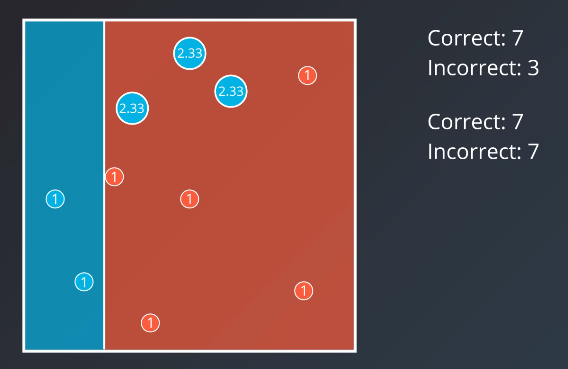 2.33
1
2.33
2.33
1
1
1
1
1
1
Correct: 7
Incorrect: 3
Correct: 7
Incorrect: 7